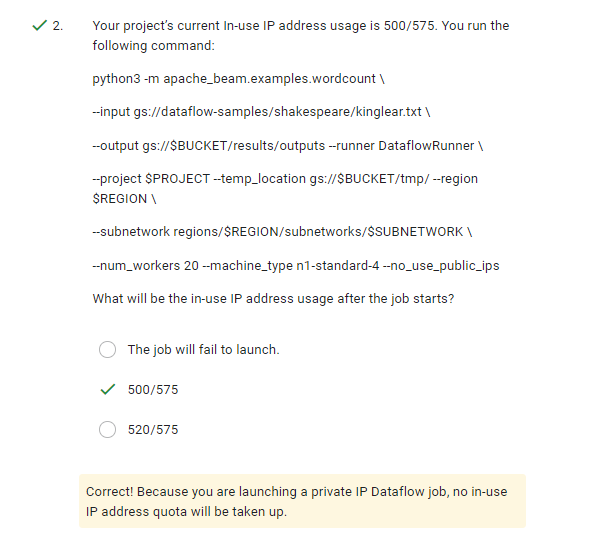 2. Your project's current In-use IP address usage is 500/575. You run the
following command:
python3 -m apache_beam.examples.wordcount \
--input gs://dataflow-samples/shakespeare/kinglear.txt \
--output gs://$BUCKET/results/outputs --runner DataflowRunner \
--project $PROJECT --temp_location gs://$BUCKET/tmp/ --region
$REGION \
--subnetwork regions/$REGION/subnetworks/$SUBNETWORK \
--num_workers 20 --machine_type n1-standard-4 --no_use_public_ips
What will be the in-use IP address usage after the job starts?
The job will fail to launch.
500/575
520/575
Correct! Because you are launching a private IP Dataflow job, no in-use
IP address quota will be taken up.